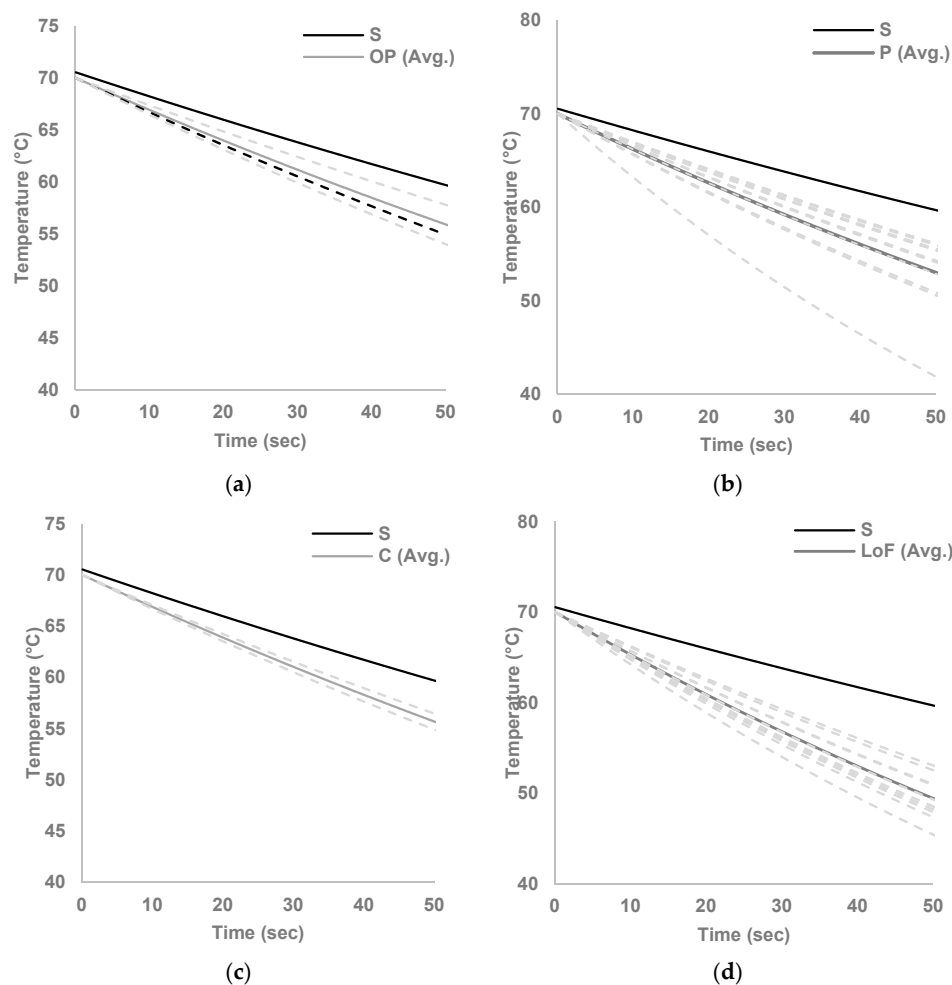 75
S
OP (Avg.)
70
65
60
55
50
45
40
Temperature (°C)
0 10 20 30 40 50
Time (sec)
(a)
80
S
P (Avg.)
70
60
50
40
Temperature (°C)
0 10 20 30 40 50
Time (sec)
(b)
75
S
C (Avg.)
70
65
60
55
50
45
40
Temperature (°C)
0 10 20 30 40 50
Time (sec)
(c)
80
S
LoF (Avg.)
70
60
50
40
Temperature (°C)
0 10 20 30 40 50
Time (sec)
(d)